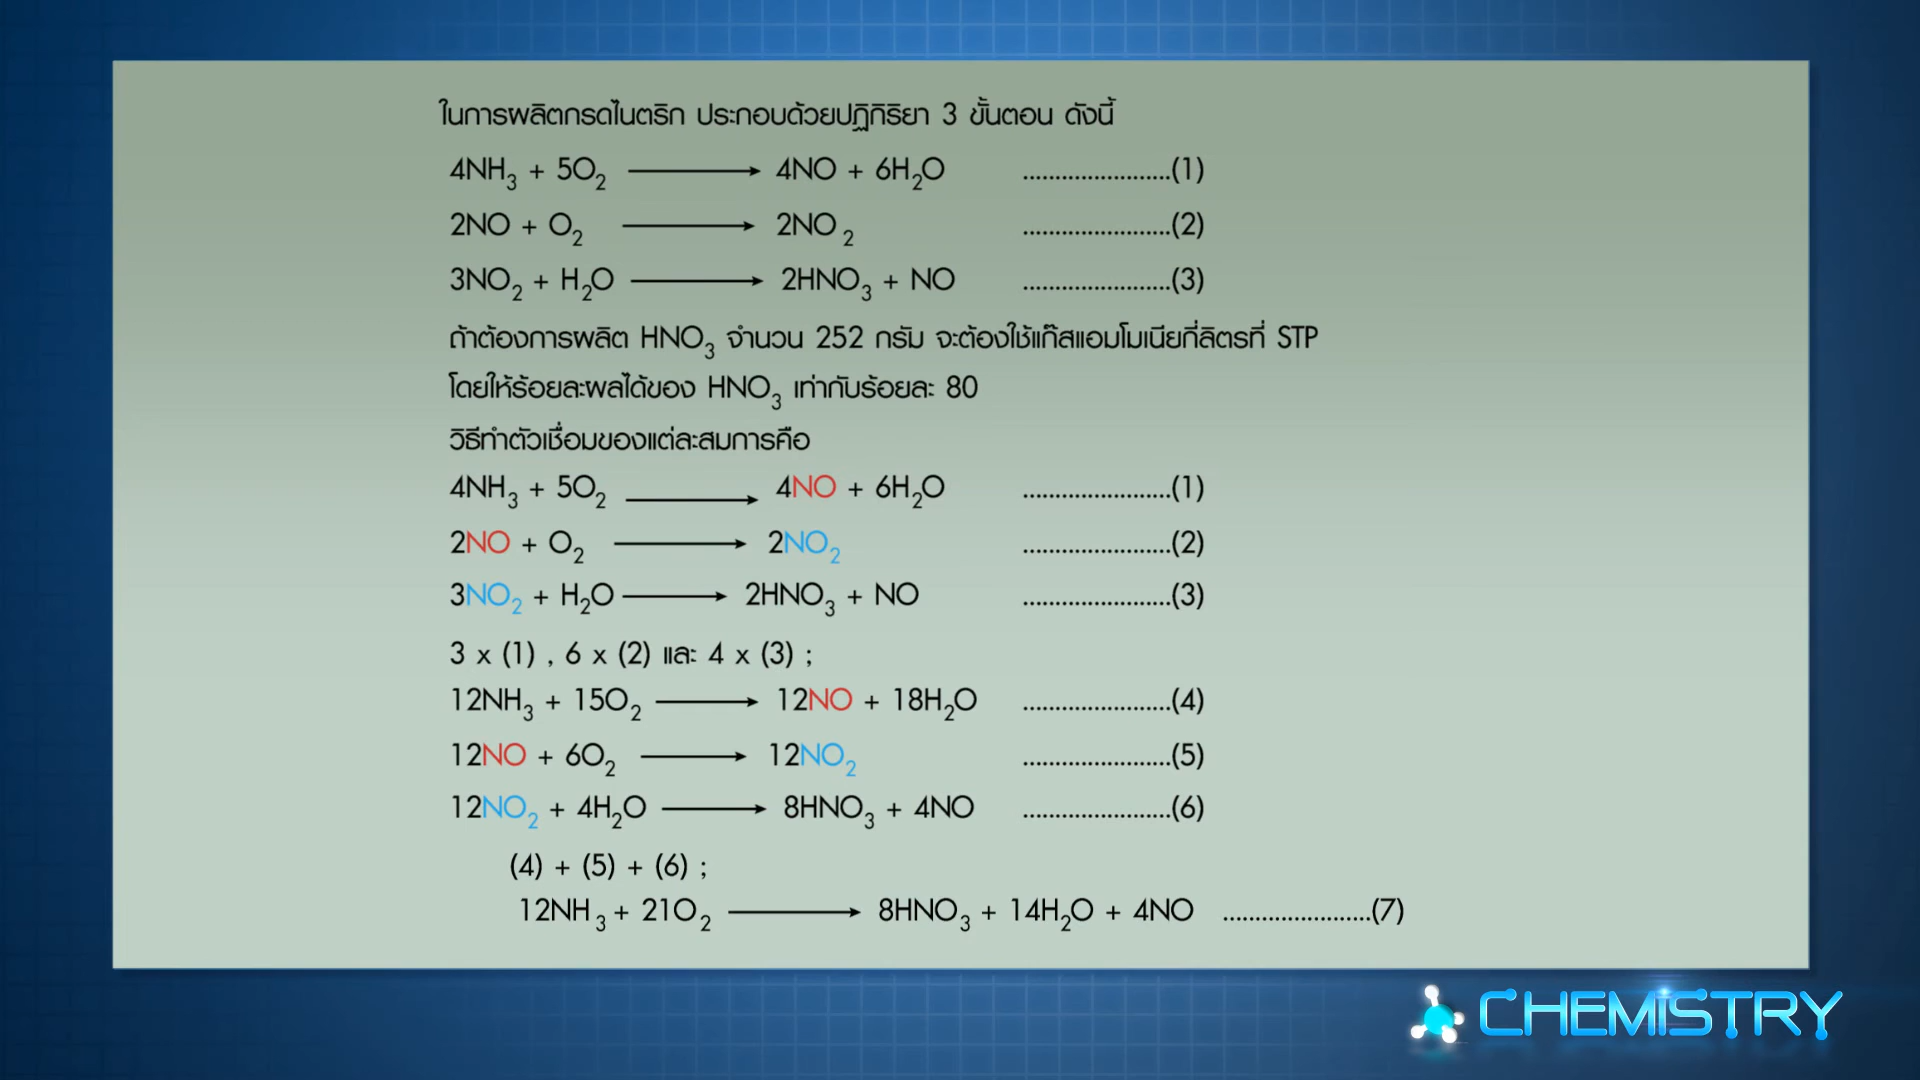 ในการผลิตกรดไนตริก ประกอบด้วยปฏิกิริยา 3 ขั้นตอน ดังนี้
4NH₃ + 5O₂ ⟶ 4NO + 6H₂O .......................(1)
2NO + O₂ ⟶ 2NO₂ .......................(2)
3NO₂ + H₂O ⟶ 2HNO₃ + NO .......................(3)
ถ้าต้องการผลิต HNO₃ จำนวน 252 กรัม จะต้องใช้แก๊สแอมโมเนียกี่ลิตรที่ STP
โดยให้ร้อยละผลได้ของ HNO₃ เท่ากับร้อยละ 80
วิธีทำตัวเชื่อมของแต่ละสมการคือ
4NH₃ + 5O₂ ⟶ 4NO + 6H₂O .......................(1)
2NO + O₂ ⟶ 2NO₂ .......................(2)
3NO₂ + H₂O ⟶ 2HNO₃ + NO .......................(3)
3 x (1) , 6 x (2) และ 4 x (3) ;
12NH₃ + 15O₂ ⟶ 12NO + 18H₂O .......................(4)
12NO + 6O₂ ⟶ 12NO₂ .......................(5)
12NO₂ + 4H₂O ⟶ 8HNO₃ + 4NO .......................(6)
(4) + (5) + (6) ;
12NH₃ + 21O₂ ⟶ 8HNO₃ + 14H₂O + 4NO .......................(7)
CHEMiSTRY